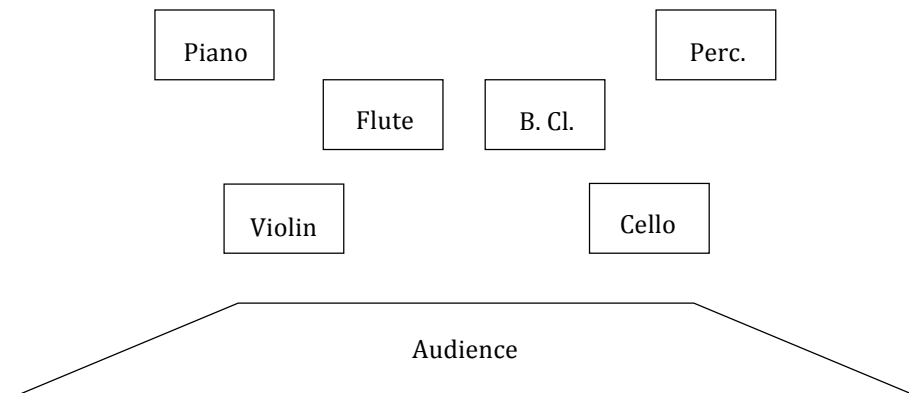 Piano
Perc.
Flute
B. Cl.
Violin
Cello
Audience